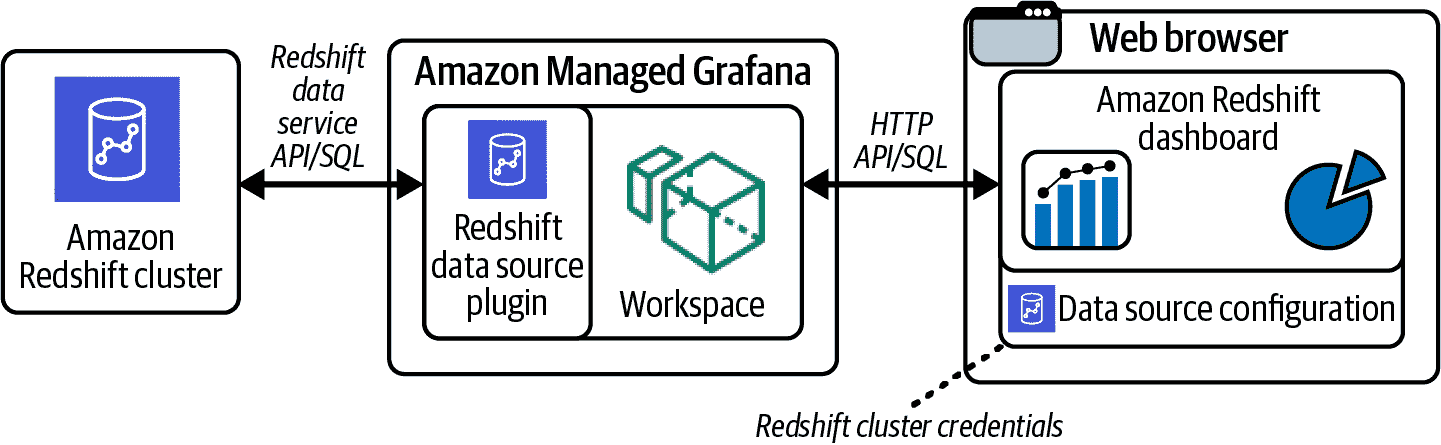 Amazon
Redshift cluster
Redshift
data
service
API/SQL
Amazon Managed Grafana
Redshift
data source
plugin
Workspace
HTTP
API/SQL
Web browser
Amazon Redshift
dashboard
Data source configuration
Redshift cluster credentials